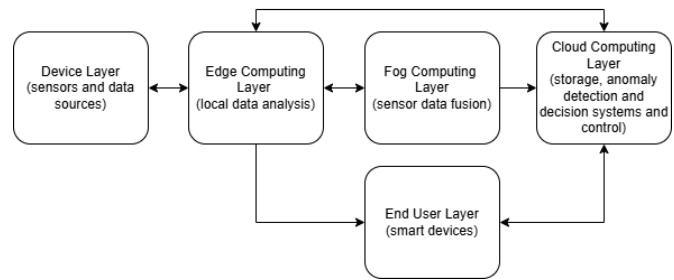 Device Layer
(sensors and data
sources)
Edge Computing
Layer
(local data analysis)
Fog Computing
Layer
(sensor data fusion)
Cloud Computing
Layer
(storage, anomaly
detection and
decision systems and
control)
End User Layer
(smart devices)